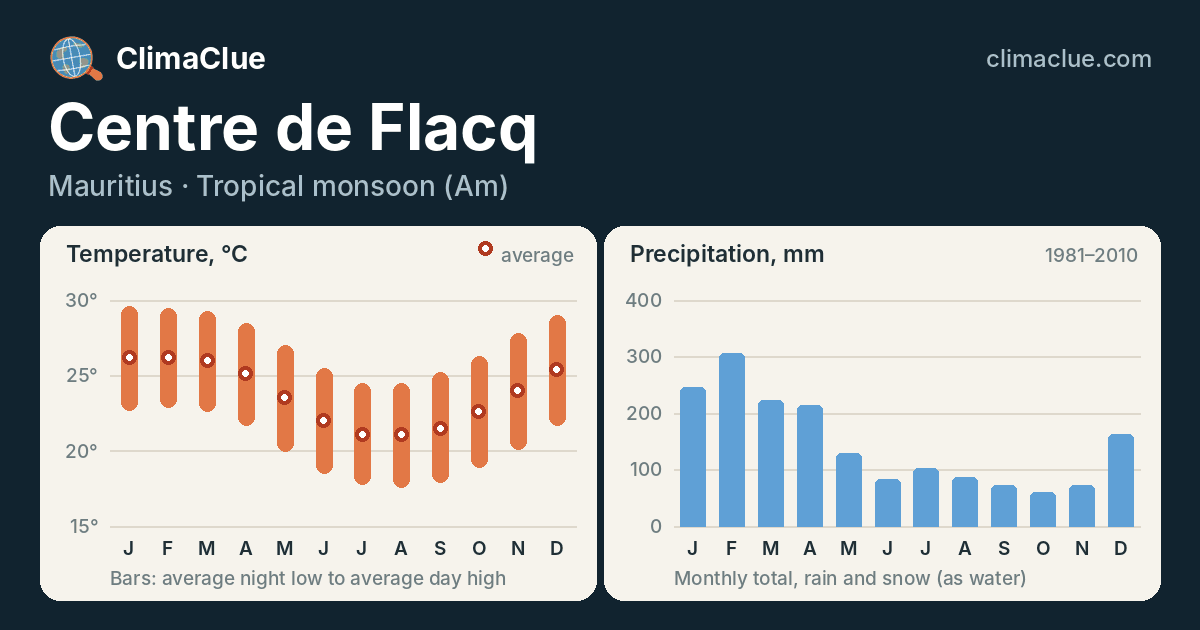 ClimaClue
climaclue.com
Centre de Flacq
Mauritius · Tropical monsoon (Am)
Temperature, °C
average
30°
25°
20°
15°
J F M A M J J A S O N D
Bars: average night low to average day high
Precipitation, mm
1981–2010
400
300
200
100
0
J F M A M J J A S O N D
Monthly total, rain and snow (as water)